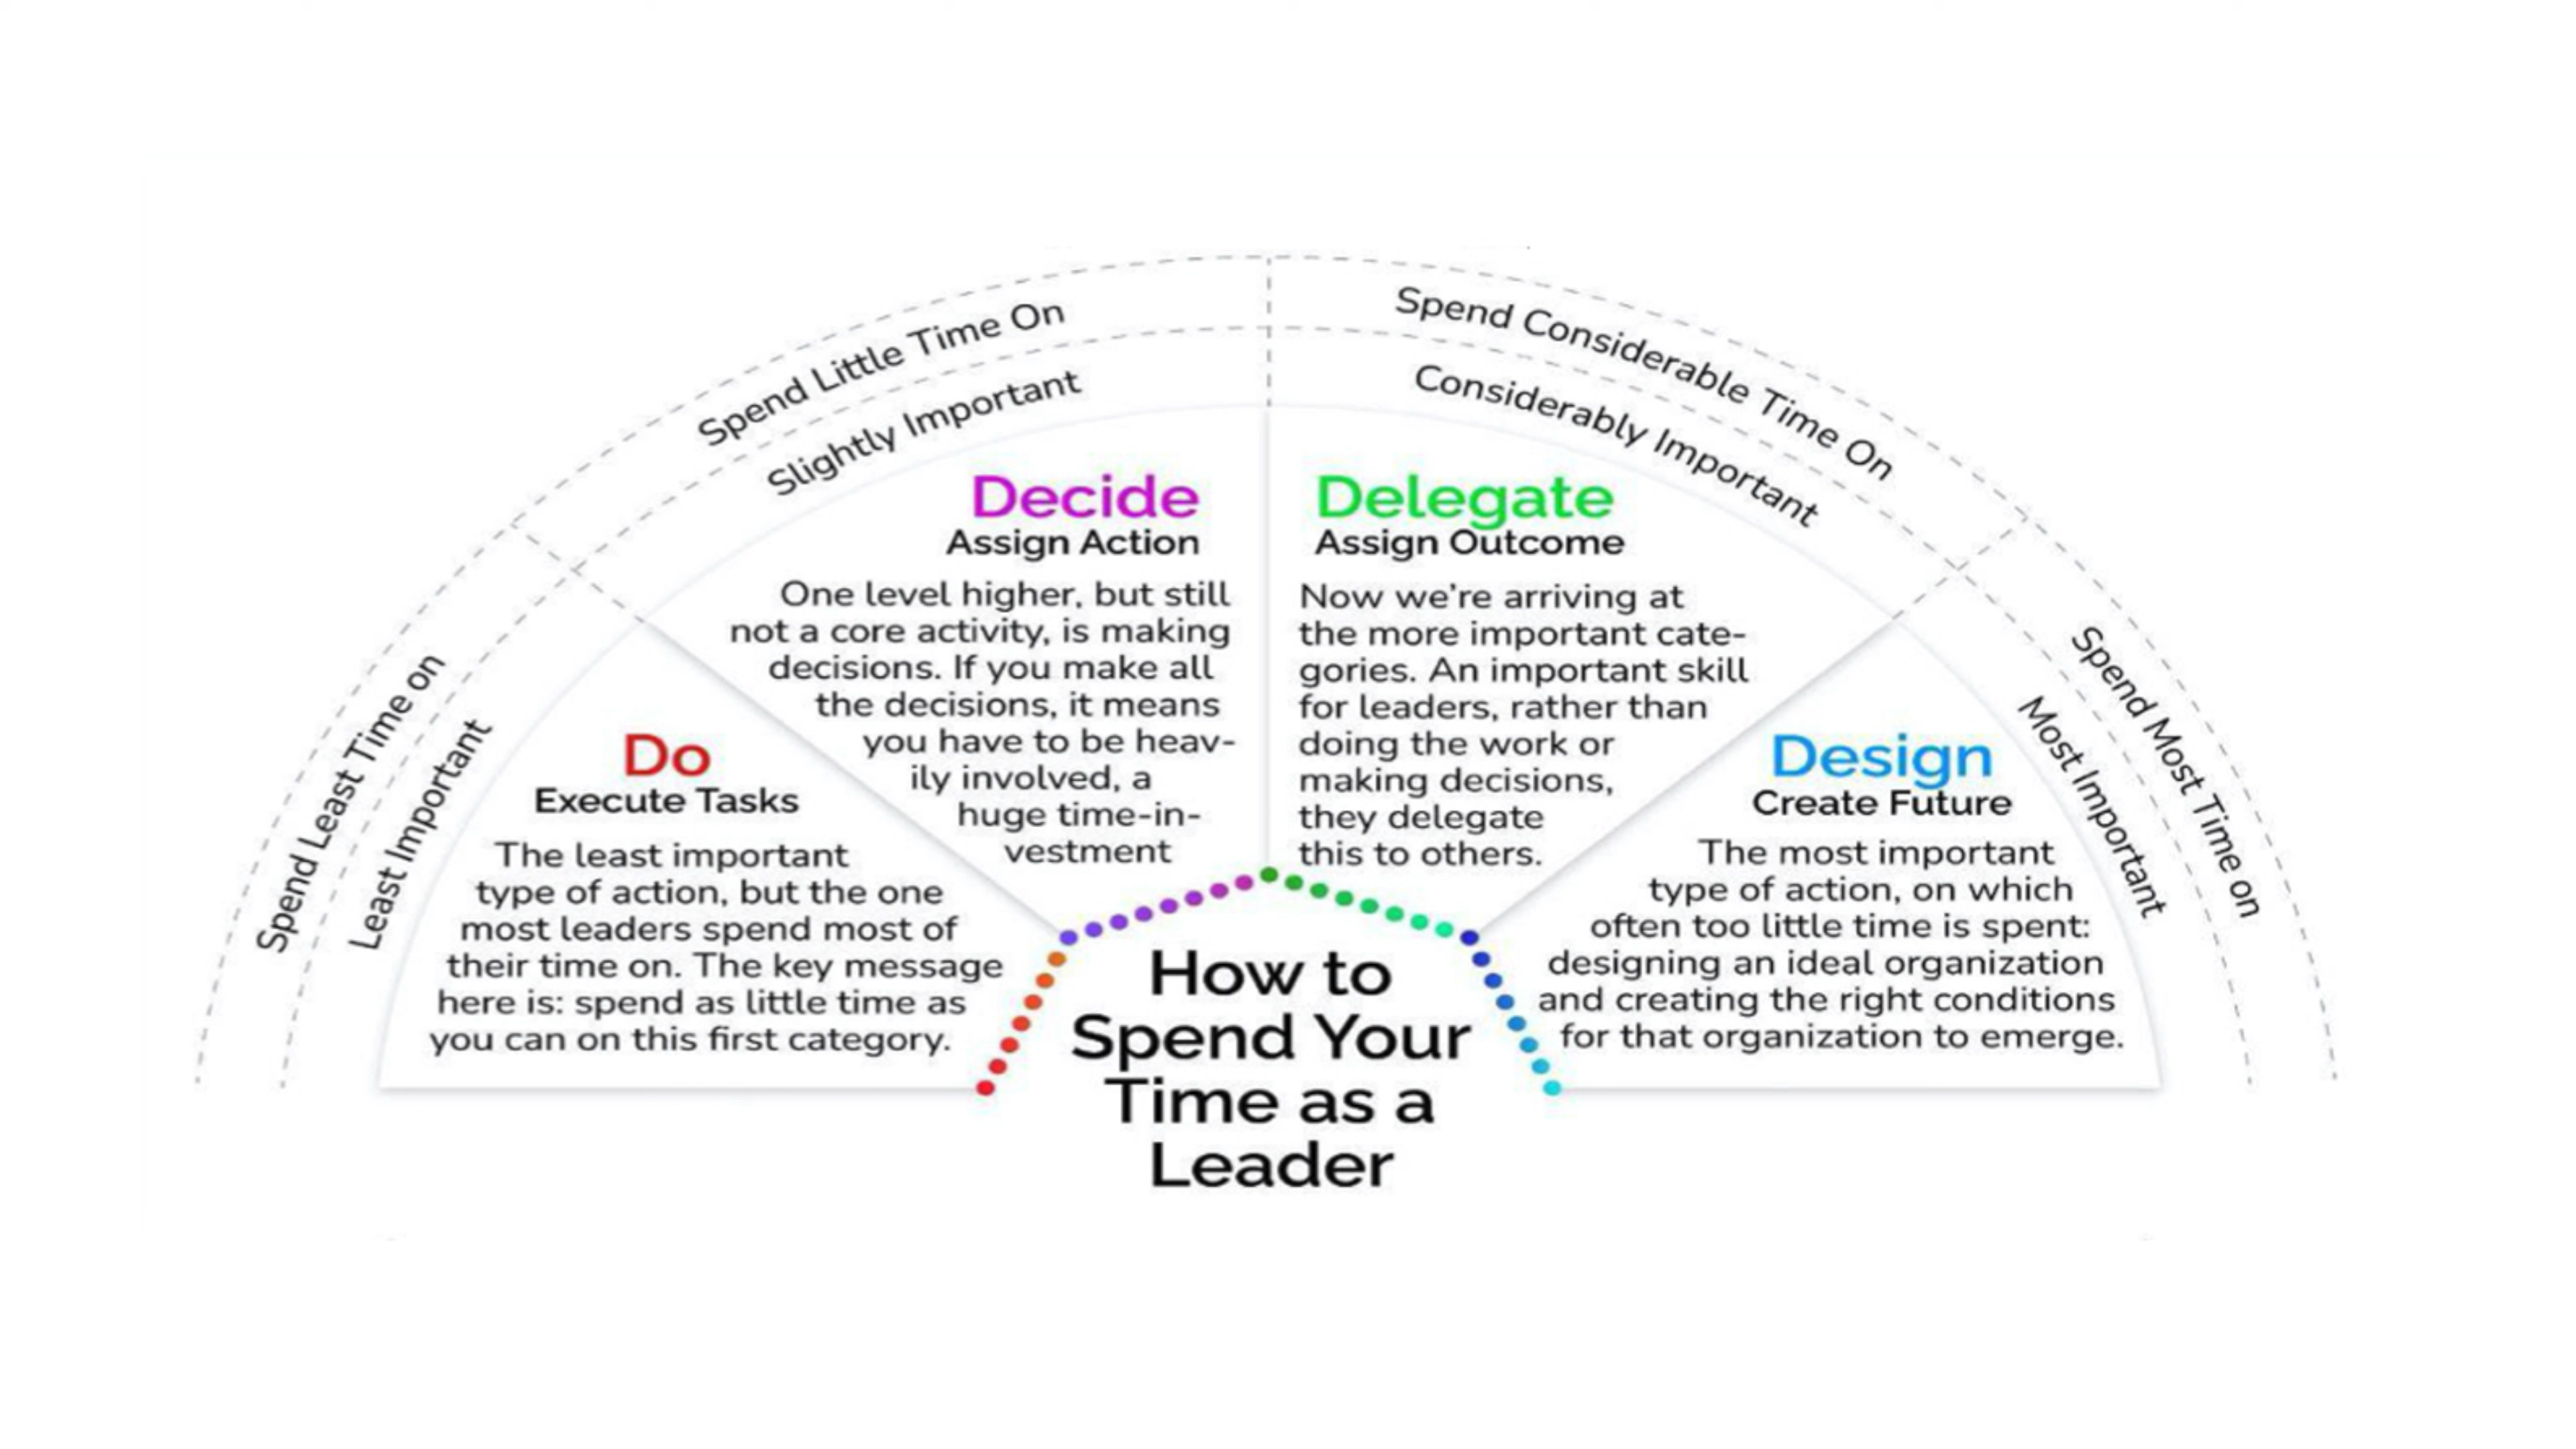 Spend Least Time on
Least Important
Do
Execute Tasks
The least important
type of action, but the one
most leaders spend most of
their time on. The key message
here is: spend as little time as
you can on this first category.
Spend Little Time On
Slightly Important
Decide
Assign Action
One level higher, but still
not a core activity, is making
decisions. If you make all
the decisions, it means
you have to be heav-
ily involved, a
huge time-in-
vestment
Spend Considerable Time On
Considerably Important
Delegate
Assign Outcome
Now we're arriving at
the more important cate-
gories. An important skill
for leaders, rather than
doing the work or
making decisions,
they delegate
this to others.
Spend Most Time on
Most Important
Design
Create Future
The most important
type of action, on which
often too little time is spent:
designing an ideal organization
and creating the right conditions
for that organization to emerge.
How to
Spend Your
Time as a
Leader